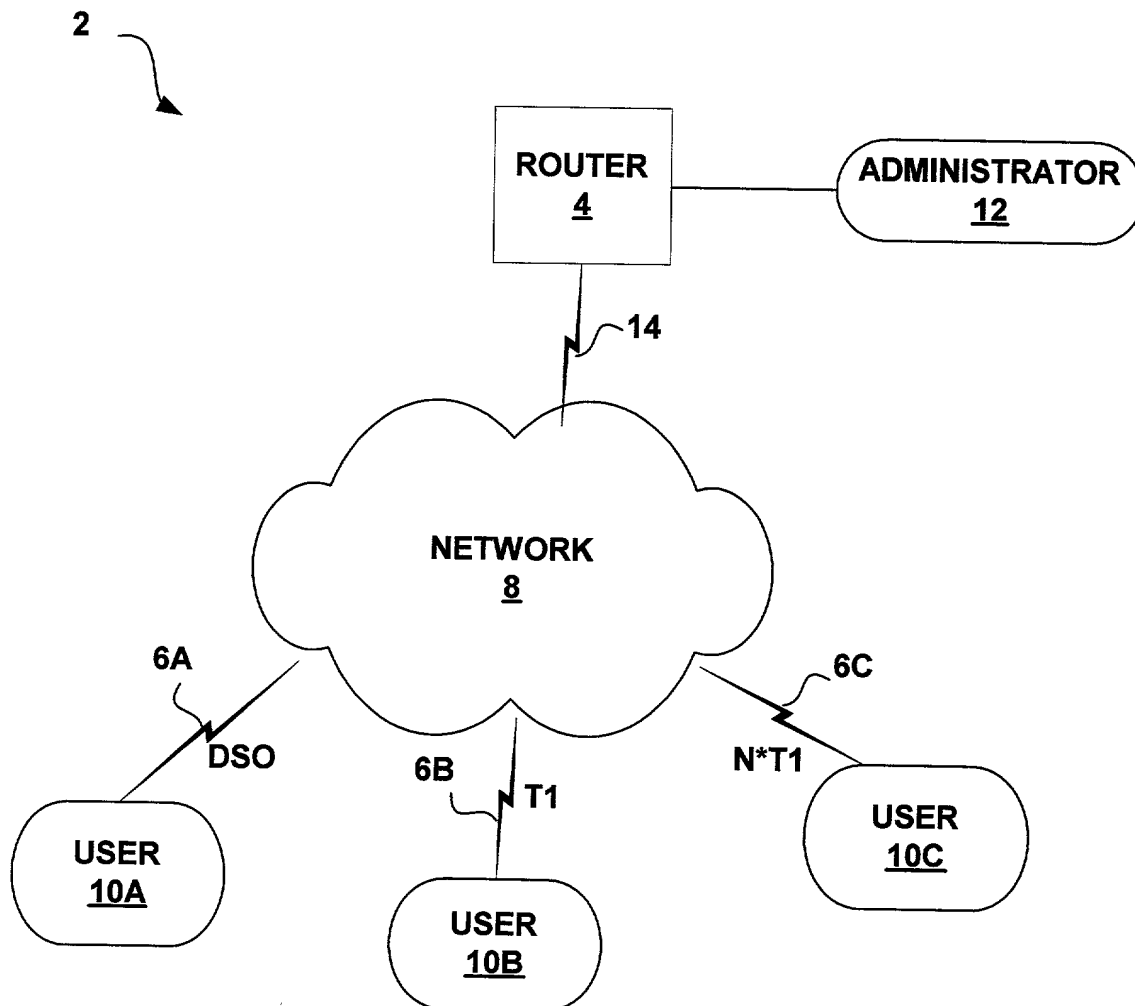 2
ROUTER
4
ADMINISTRATOR
12
14
NETWORK
8
6A
DSO
6B
T1
6C
N*T1
USER
10A
USER
10B
USER
10C